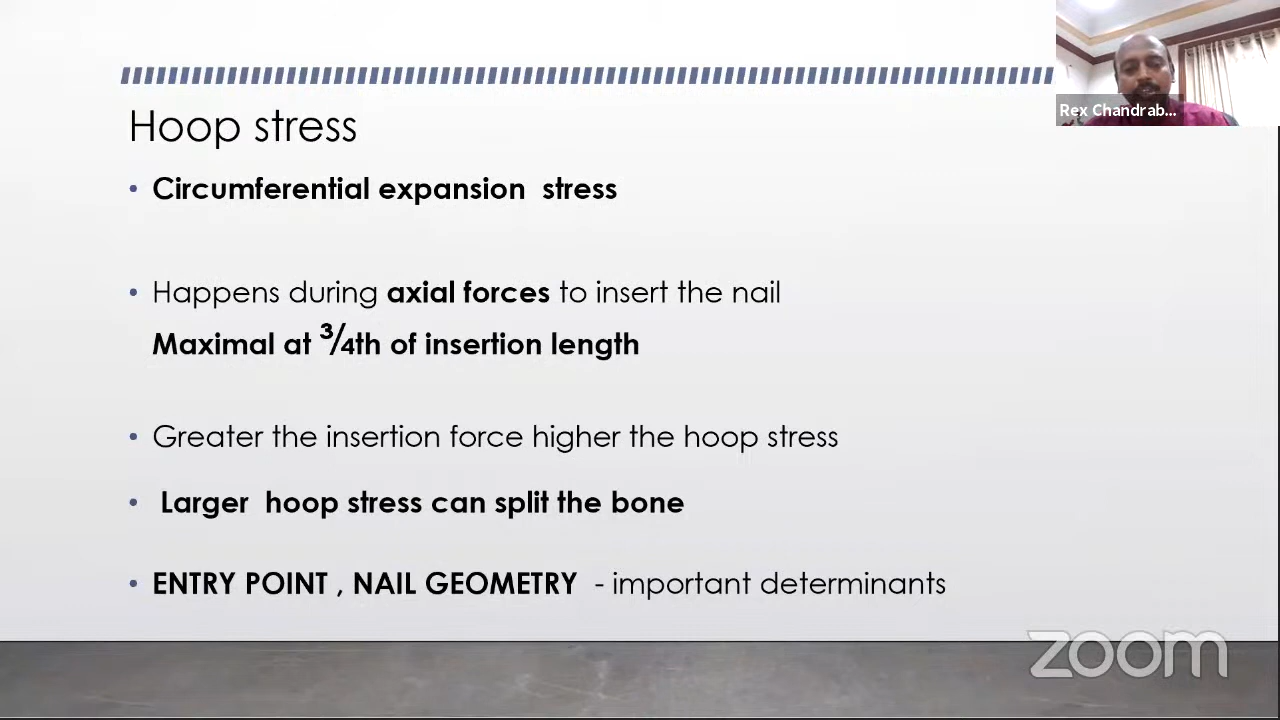 Rex Chandrab...
Hoop stress
• Circumferential expansion stress
• Happens during axial forces to insert the nail
Maximal at ¾th of insertion length
• Greater the insertion force higher the hoop stress
• Larger hoop stress can split the bone
• ENTRY POINT , NAIL GEOMETRY - important determinants
zoom